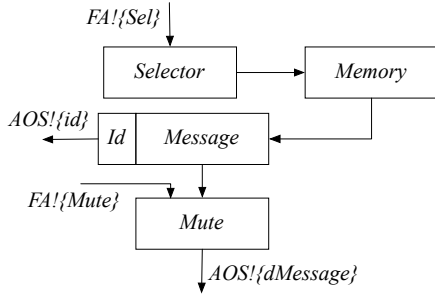 FA!{Sel}
Selector
Memory
AOS!{id}
Id
Message
FA!{Mute}
Mute
AOS!{dMessage}